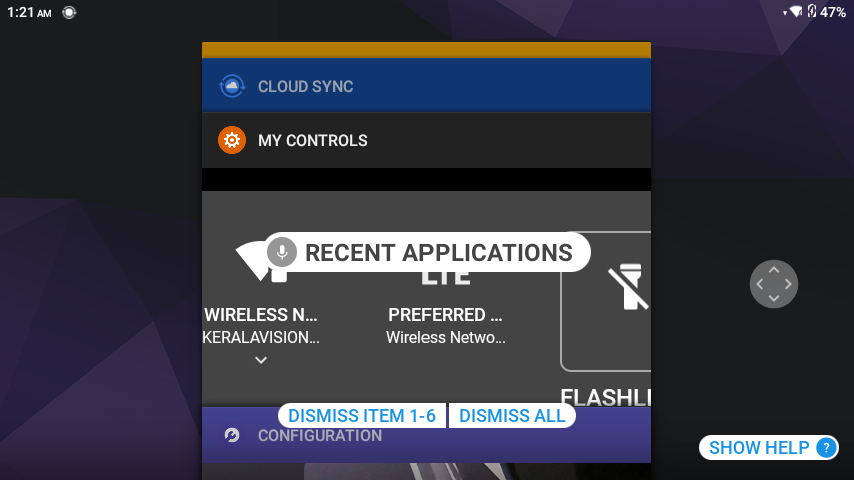 1:21 AM
47%
CLOUD SYNC
MY CONTROLS
RECENT APPLICATIONS
LTE
WIRELESS N...
PREFERRED ...
KERALAVISION...
Wireless Netwo...
FLASHLI
DISMISS ITEM 1-6
DISMISS ALL
CONFIGURATION
SHOW HELP ?